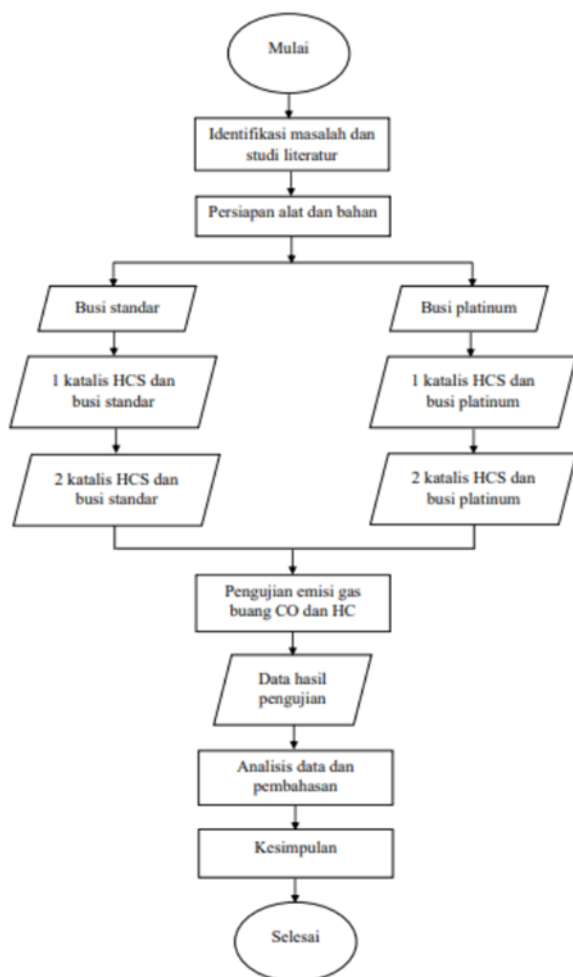 Mulai
Identifikasi masalah dan
studi literatur
Persiapan alat dan bahan
Busi standar
Busi platinum
1 katalis HCS dan
busi standar
1 katalis HCS dan
busi platinum
2 katalis HCS dan
busi standar
2 katalis HCS dan
busi platinum
Pengujian emisi gas
buang CO dan HC
Data hasil
pengujian
Analisis data dan
pembahasan
Kesimpulan
Selesai